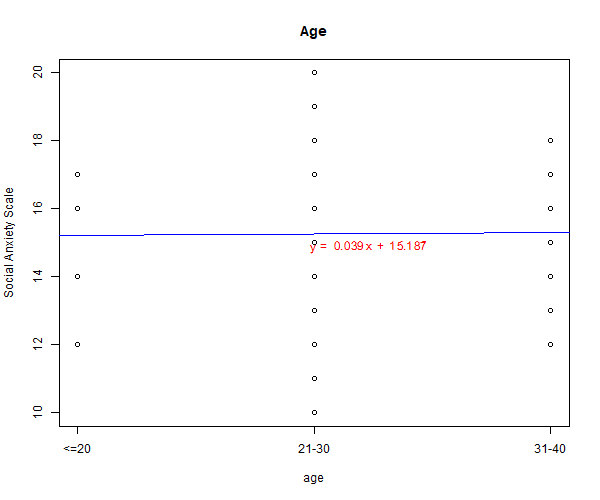 Age
Social Anxiety Scale
20
18
16
14
12
10
y = 0.039x + 15.187
<=20
21-30
31-40
age